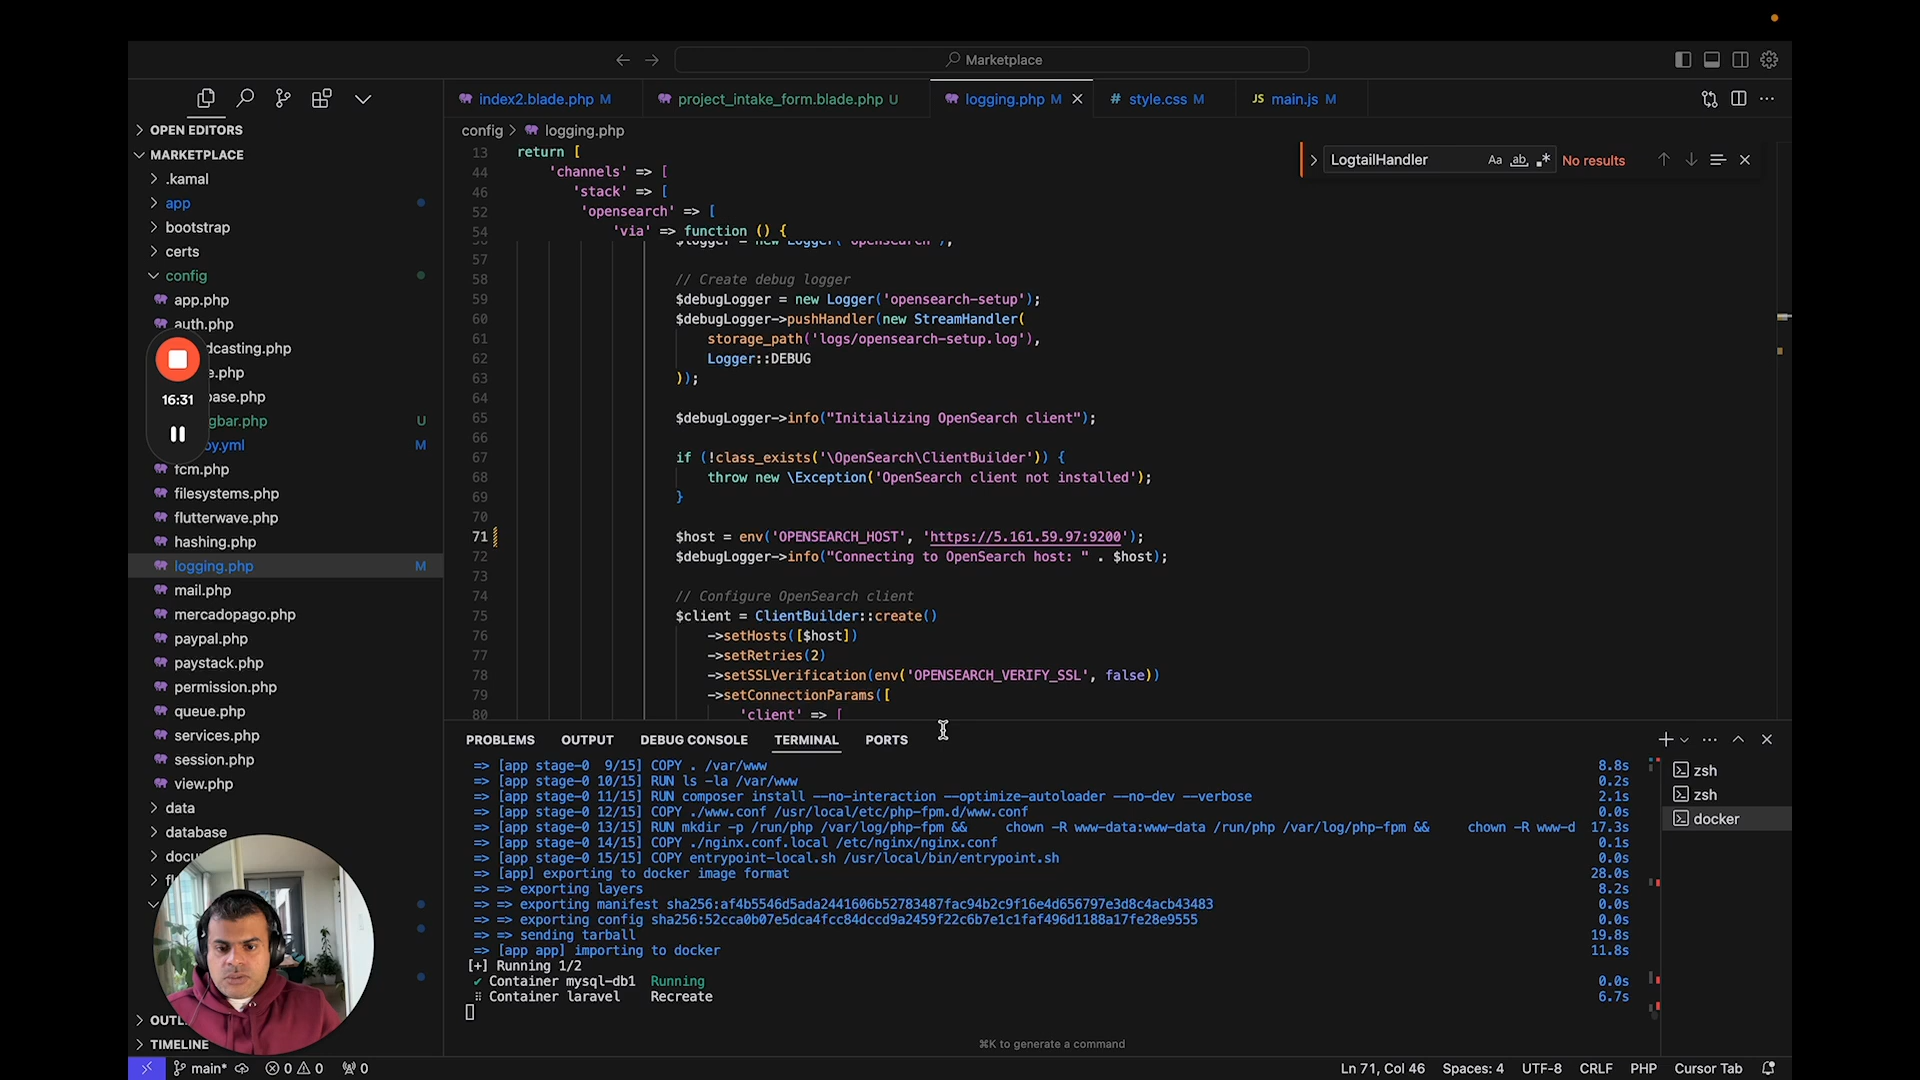 Marketplace
index2.blade.php M
project_intake_form.blade.php U
logging.php M
# style.css M
JS main.js M
OPEN EDITORS
MARKETPLACE
.kamal
app
bootstrap
certs
config
app.php
auth.php
dcasting.php
e.php
base.php
gbar.php U
oy.yml M
fcm.php
filesystems.php
flutterwave.php
hashing.php
logging.php M
mail.php
mercadopago.php
paypal.php
paystack.php
permission.php
queue.php
services.php
session.php
view.php
data
database
docu
OUTL
TIMELINE
16:31
config > logging.php
LogtailHandler Aa ab .* No results
13 return [
44 'channels' => [
46 'stack' => [
52 'opensearch' => [
54 'via' => function () {
56 $logger = new Logger('opensearch');
57
58 // Create debug logger
59 $debugLogger = new Logger('opensearch-setup');
60 $debugLogger->pushHandler(new StreamHandler(
61 storage_path('logs/opensearch-setup.log'),
62 Logger::DEBUG
63 ));
64
65 $debugLogger->info("Initializing OpenSearch client");
66
67 if (!class_exists('\OpenSearch\ClientBuilder')) {
68 throw new \Exception('OpenSearch client not installed');
69 }
70
71 $host = env('OPENSEARCH_HOST', 'https://5.161.59.97:9200');
72 $debugLogger->info("Connecting to OpenSearch host: " . $host);
73
74 // Configure OpenSearch client
75 $client = ClientBuilder::create()
76 ->setHosts([$host])
77 ->setRetries(2)
78 ->setSSLVerification(env('OPENSEARCH_VERIFY_SSL', false))
79 ->setConnectionParams([
80 'client' => [
PROBLEMS OUTPUT DEBUG CONSOLE TERMINAL PORTS
=> [app stage-0 9/15] COPY . /var/www 8.8s
=> [app stage-0 10/15] RUN ls -la /var/www 0.2s
=> [app stage-0 11/15] RUN composer install --no-interaction --optimize-autoloader --no-dev --verbose 2.1s
=> [app stage-0 12/15] COPY ./www.conf /usr/local/etc/php-fpm.d/www.conf 0.0s
=> [app stage-0 13/15] RUN mkdir -p /run/php /var/log/php-fpm && chown -R www-data:www-data /run/php /var/log/php-fpm && chown -R www-d 17.3s
=> [app stage-0 14/15] COPY ./nginx.conf.local /etc/nginx/nginx.conf 0.1s
=> [app stage-0 15/15] COPY entrypoint-local.sh /usr/local/bin/entrypoint.sh 0.0s
=> [app] exporting to docker image format 28.0s
=> => exporting layers 8.2s
=> => exporting manifest sha256:af4b5546d5ada2441606b52783487fac94b2c9f16e4d656797e3d8c4acb43483 0.0s
=> => exporting config sha256:52cca0b07e5dca4fcc84dccd9a2459f22c6b7e1c1faf496d1188a17fe28e9555 0.0s
=> => sending tarball 19.8s
=> [app app] importing to docker 11.8s
[+] Running 1/2
✔ Container mysql-db1 Running 0.0s
⠿ Container laravel Recreate 6.7s
zsh
zsh
docker
⌘K to generate a command
main* 0 0 0
Ln 71, Col 46 Spaces: 4 UTF-8 CRLF PHP Cursor Tab